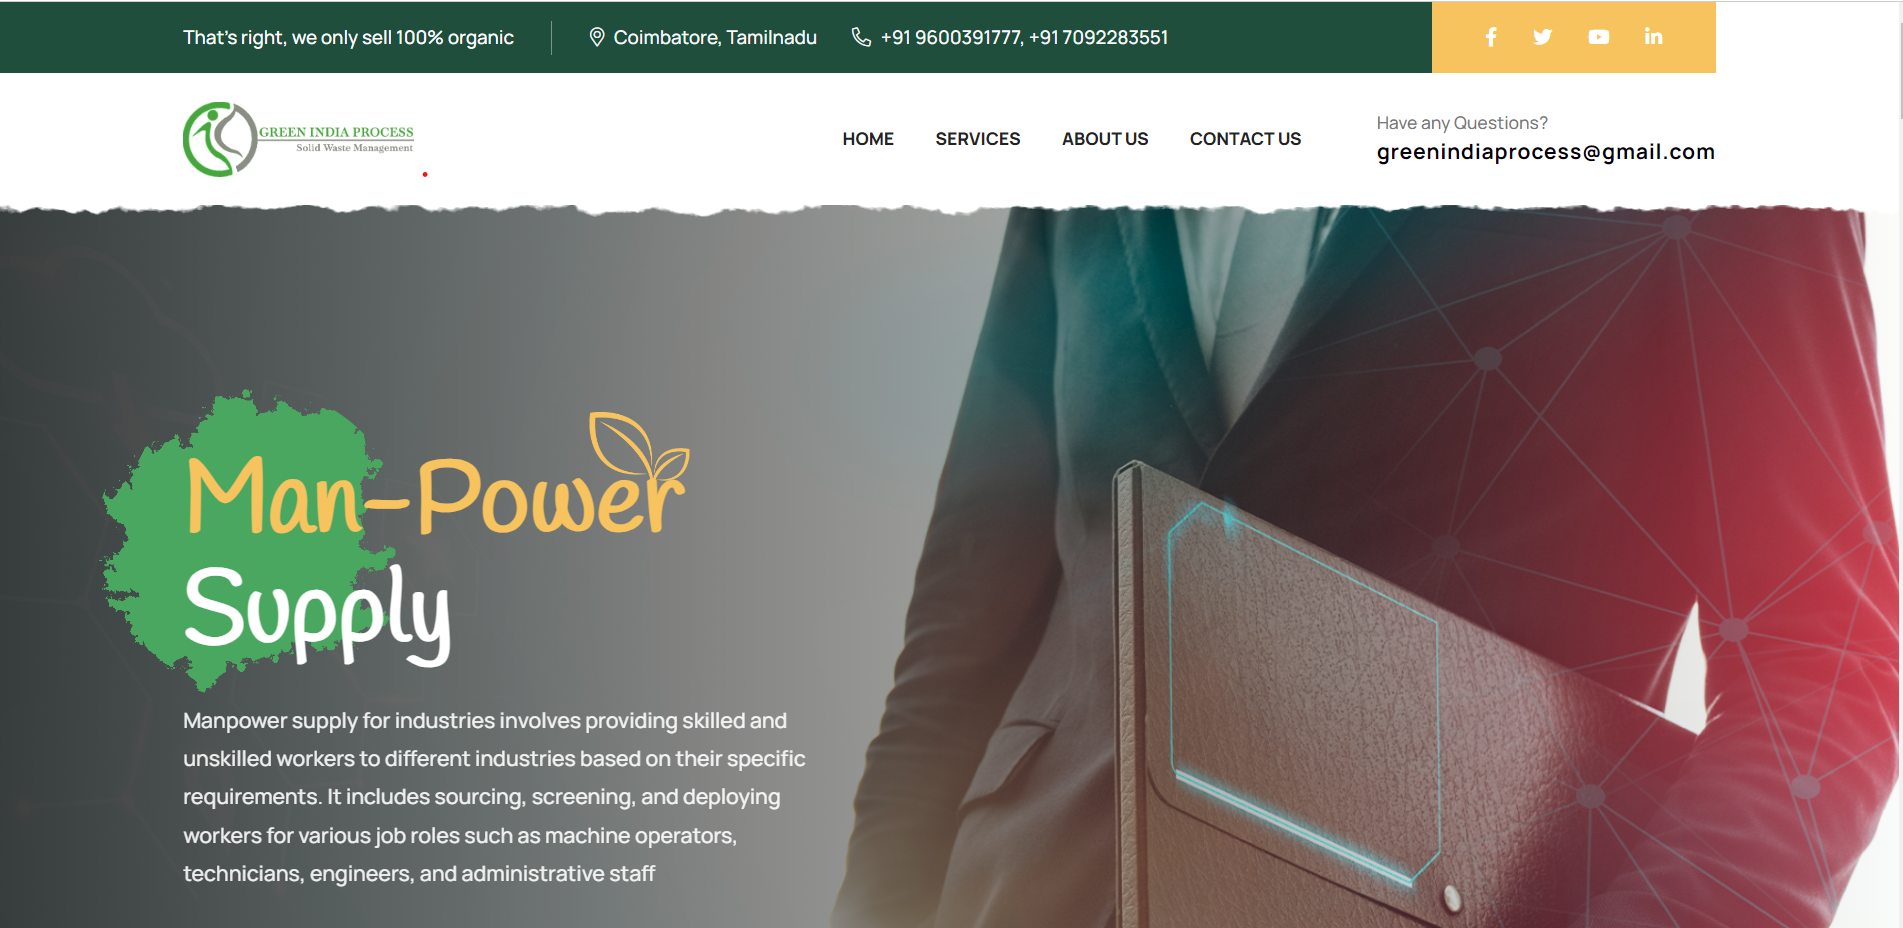 That's right, we only sell 100% organic
Coimbatore, Tamilnadu
+91 9600391777, +91 7092283551
GREEN INDIA PROCESS
Solid Waste Management
HOME
SERVICES
ABOUT US
CONTACT US
Have any Questions?
greenindiaprocess@gmail.com
Man-Power
Supply
Manpower supply for industries involves providing skilled and
unskilled workers to different industries based on their specific
requirements. It includes sourcing, screening, and deploying
workers for various job roles such as machine operators,
technicians, engineers, and administrative staff